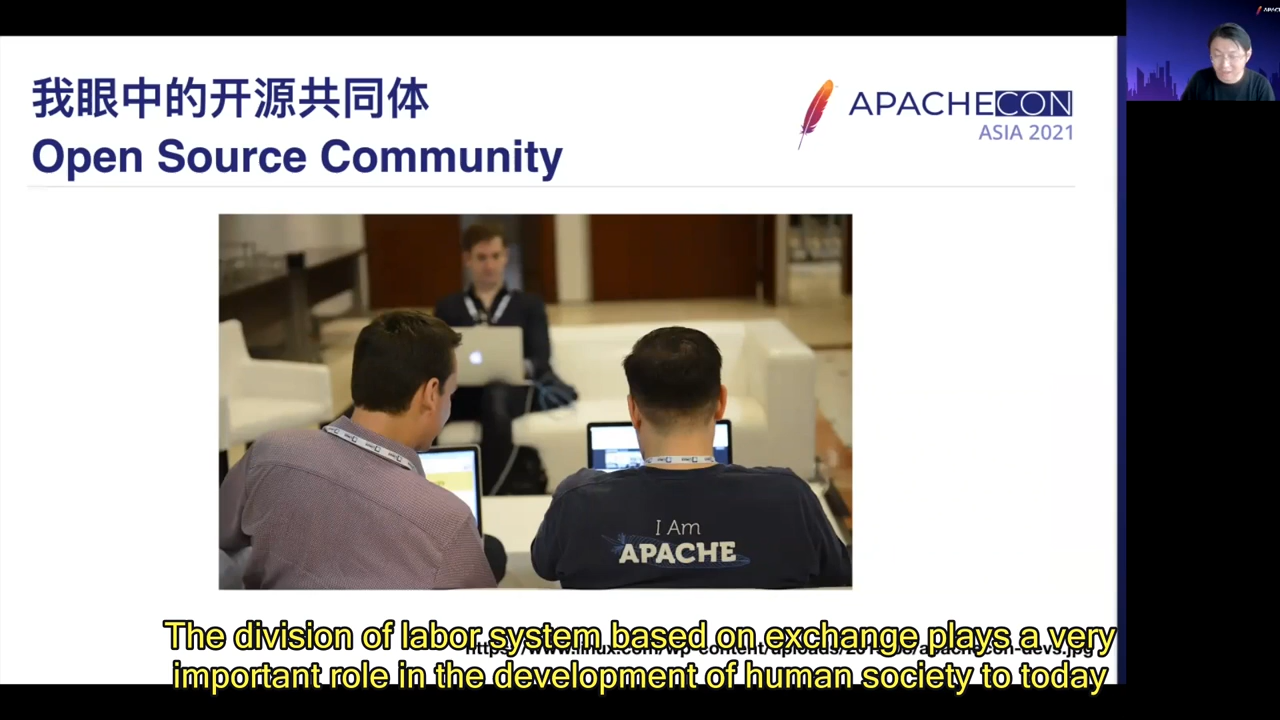 我眼中的开源共同体
Open Source Community
APACHECON
ASIA 2021
I Am
APACHE
The division of labor system based on exchange plays a very
important role in the development of human society to today